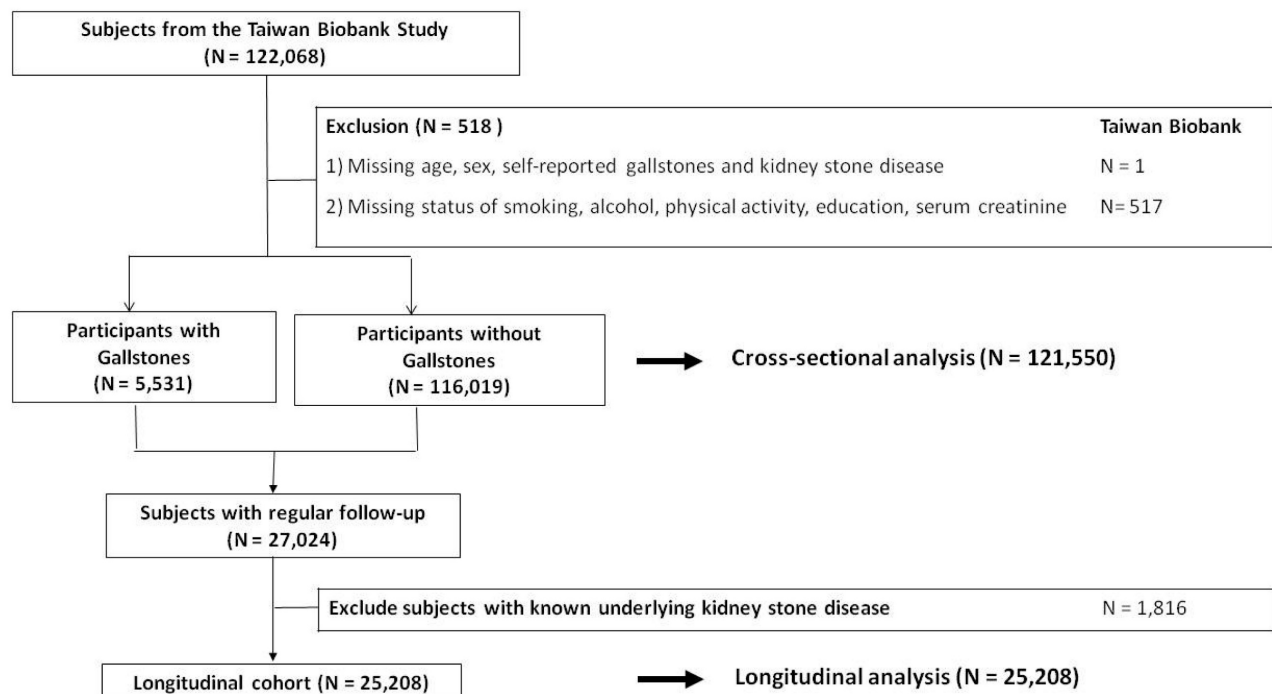 Subjects from the Taiwan Biobank Study
(N = 122,068)
Exclusion (N = 518 ) Taiwan Biobank
1) Missing age, sex, self-reported gallstones and kidney stone disease N = 1
2) Missing status of smoking, alcohol, physical activity, education, serum creatinine N= 517
Participants with
Gallstones
(N = 5,531)
Participants without
Gallstones
(N = 116,019)
Cross-sectional analysis (N = 121,550)
Subjects with regular follow-up
(N = 27,024)
Exclude subjects with known underlying kidney stone disease N = 1,816
Longitudinal cohort (N = 25,208)
Longitudinal analysis (N = 25,208)